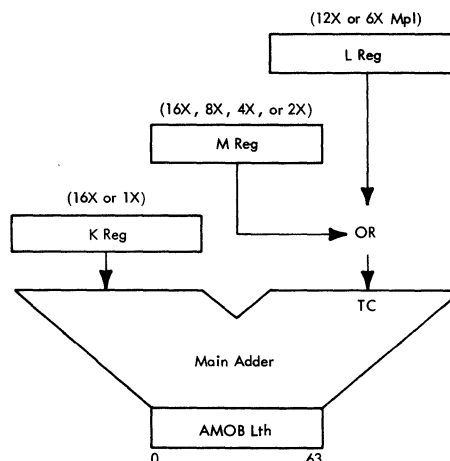 (12X or 6X Mpl)
L Reg
(16X, 8X, 4X, or 2X)
M Reg
(16X or 1X)
K Reg
OR
TC
Main Adder
AMOB Lth
0 63